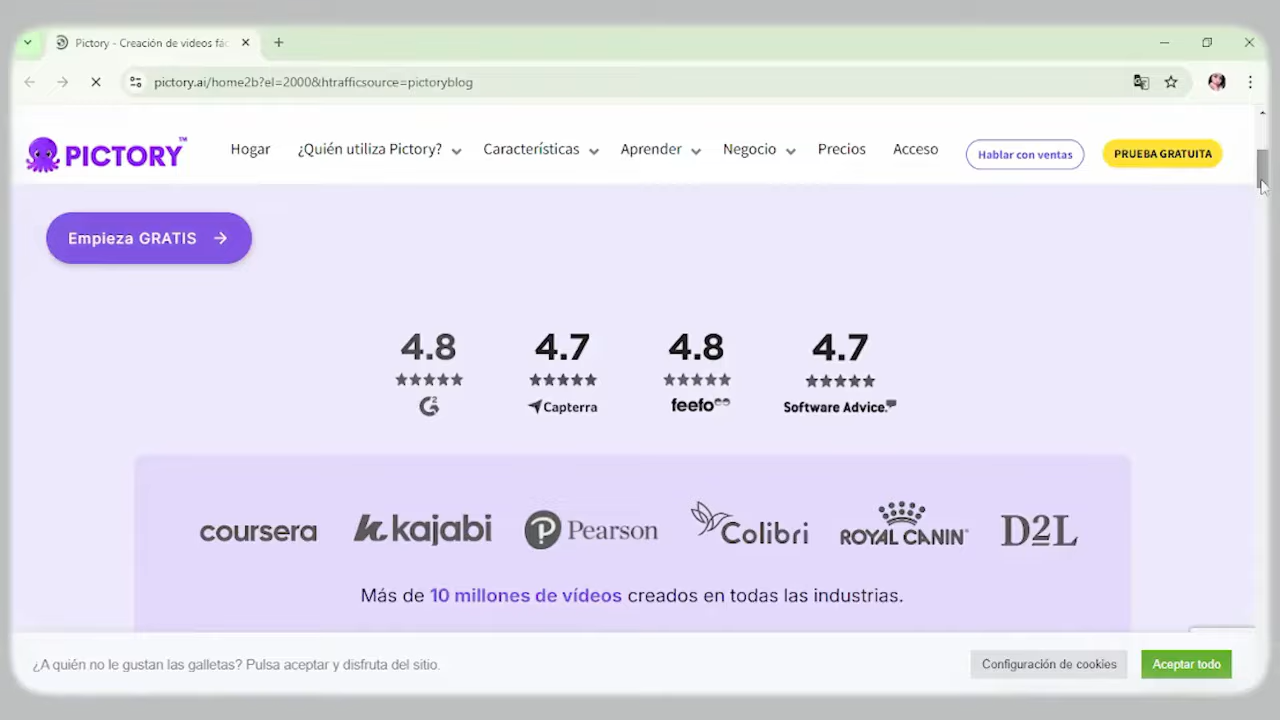 Pictory - Creación de videos fác
pictory.ai/home2b?el=2000&htrafficsource=pictoryblog
PICTORY™
Hogar
¿Quién utiliza Pictory?
Características
Aprender
Negocio
Precios
Acceso
Hablar con ventas
PRUEBA GRATUITA
Empieza GRATIS
4.8
4.7
4.8
4.7
G2
Capterra
feefo
Software Advice.
coursera
kajabi
Pearson
Colibri
ROYAL CANIN®
D2L
Más de 10 millones de vídeos creados en todas las industrias.
¿A quién no le gustan las galletas? Pulsa aceptar y disfruta del sitio.
Configuración de cookies
Aceptar todo